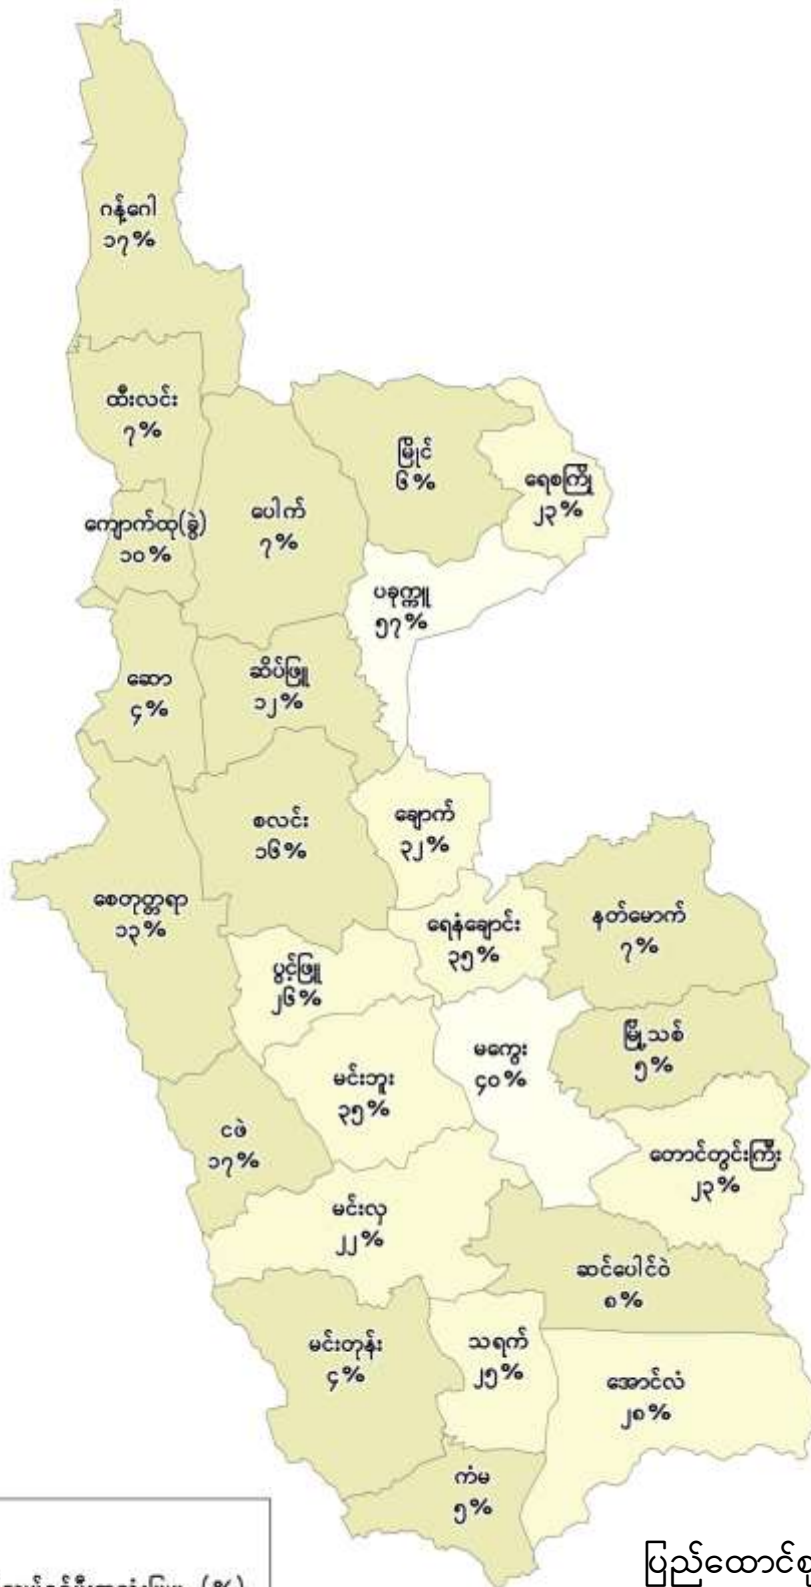 ဂန့်ဂေါ
၁၇%
ထီးလင်း
၇%
မြိုင်
၆%
ရေစကြို
၂၃%
ပေါက်
၇%
ကျောက်ထု(ခွဲ)
၁၀%
ပခုက္ကူ
၅၇%
ဆော
၄%
ဆိပ်ဖြူ
၁၂%
စလင်း
၁၆%
ချောက်
၃၂%
စေတုတ္တရာ
၁၃%
ရေနံချောင်း
၃၅%
နတ်မောက်
၇%
ပွင့်ဖြူ
၂၆%
မြို့သစ်
၅%
မကွေး
၄၀%
မင်းဘူး
၃၅%
ငဖဲ
၁၇%
တောင်တွင်းကြီး
၂၃%
မင်းလှ
၂၂%
ဆင်ပေါင်ဝဲ
၈%
မင်းတုန်း
၄%
သရက်
၂၅%
အောင်လံ
၂၈%
ကံမ
၅%
(%)
ပြည်ထောင်စု